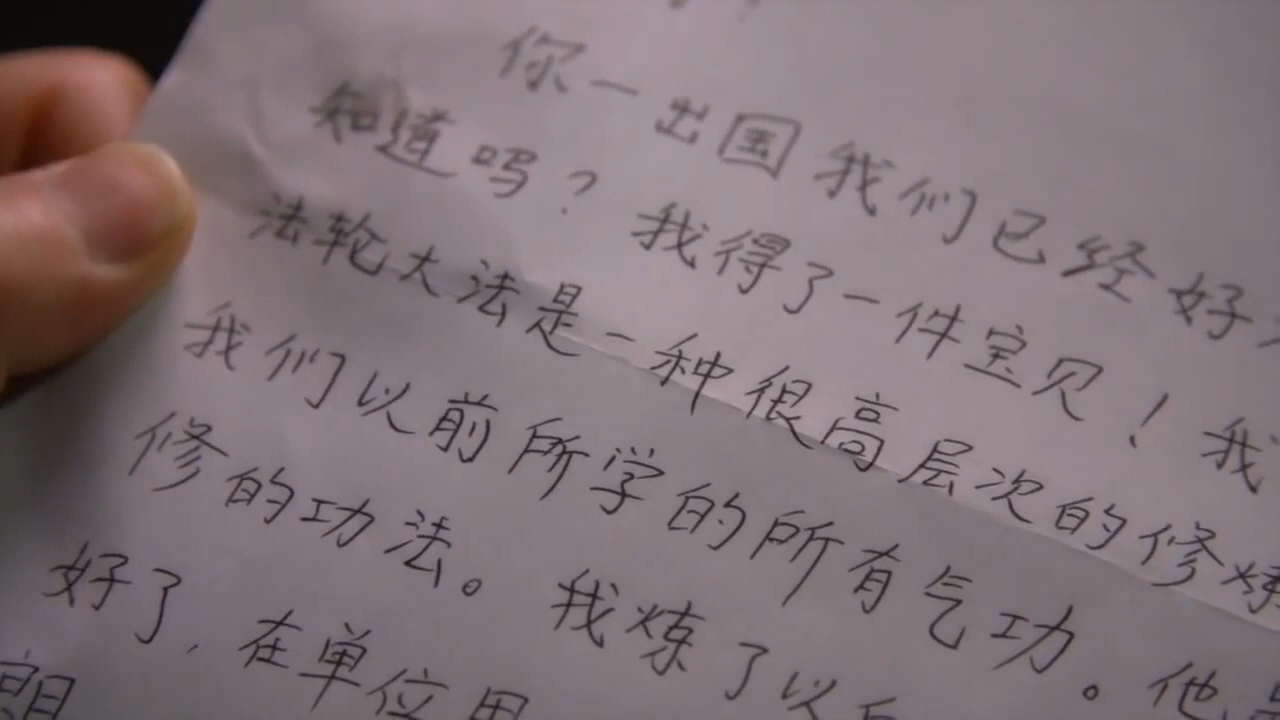 你一出国我们已经好
知道吗？我得了一件宝贝！我
法轮大法是一种很高层次的修炼
我们以前所学的所有气功。他
修的功法。我炼了以
好了，在单位里